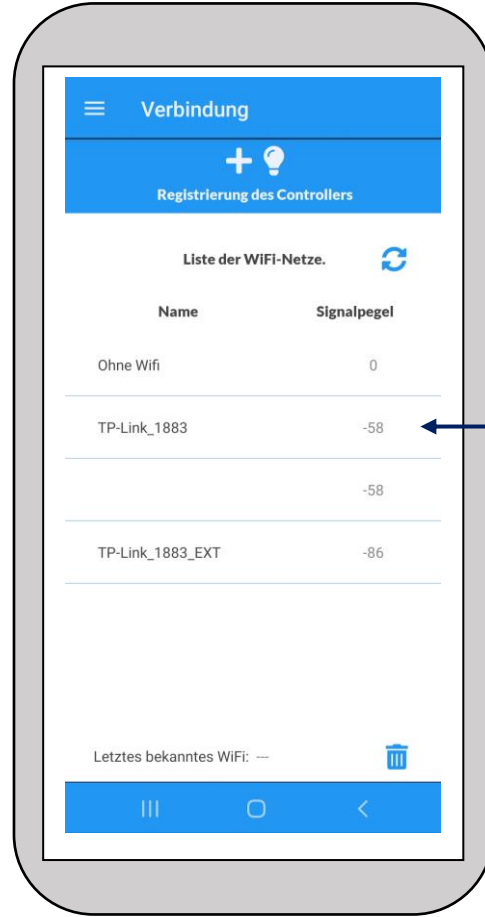 Verbindung
Registrierung des Controllers
Liste der WiFi-Netze.
Name Signalpegel
Ohne Wifi 0
TP-Link_1883 -58
-58
TP-Link_1883_EXT -86
Letztes bekanntes WiFi: ---